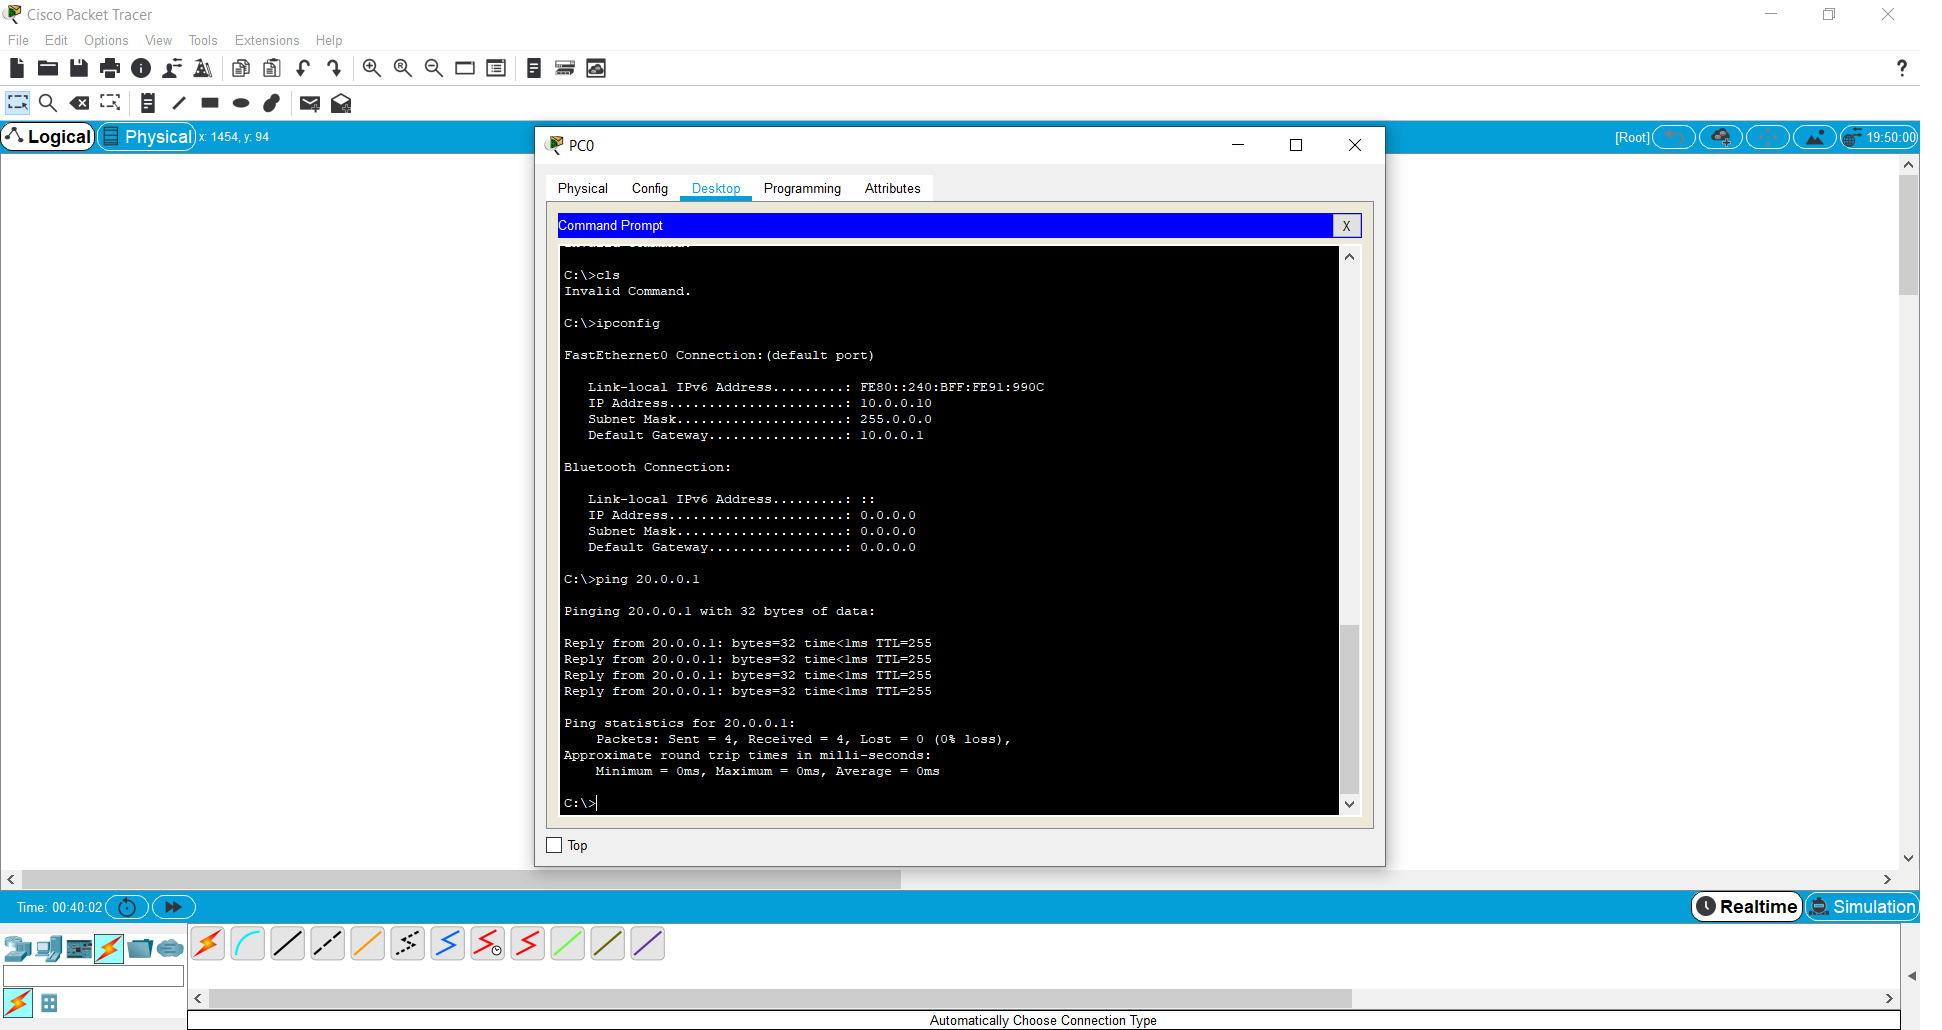 Cisco Packet Tracer
File Edit Options View Tools Extensions Help
?
Logical Physical x: 1454, y: 94
[Root] 19:50:00
PC0
Physical Config Desktop Programming Attributes
Command Prompt X
C:\>cls
Invalid Command.
C:\>ipconfig
FastEthernet0 Connection:(default port)
Link-local IPv6 Address.........: FE80::240:BFF:FE91:990C
IP Address......................: 10.0.0.10
Subnet Mask.....................: 255.0.0.0
Default Gateway.................: 10.0.0.1
Bluetooth Connection:
Link-local IPv6 Address.........: ::
IP Address......................: 0.0.0.0
Subnet Mask.....................: 0.0.0.0
Default Gateway.................: 0.0.0.0
C:\>ping 20.0.0.1
Pinging 20.0.0.1 with 32 bytes of data:
Reply from 20.0.0.1: bytes=32 time<1ms TTL=255
Reply from 20.0.0.1: bytes=32 time<1ms TTL=255
Reply from 20.0.0.1: bytes=32 time<1ms TTL=255
Reply from 20.0.0.1: bytes=32 time<1ms TTL=255
Ping statistics for 20.0.0.1:
Packets: Sent = 4, Received = 4, Lost = 0 (0% loss),
Approximate round trip times in milli-seconds:
Minimum = 0ms, Maximum = 0ms, Average = 0ms
C:\>
Top
Time: 00:40:02
Realtime Simulation
Automatically Choose Connection Type